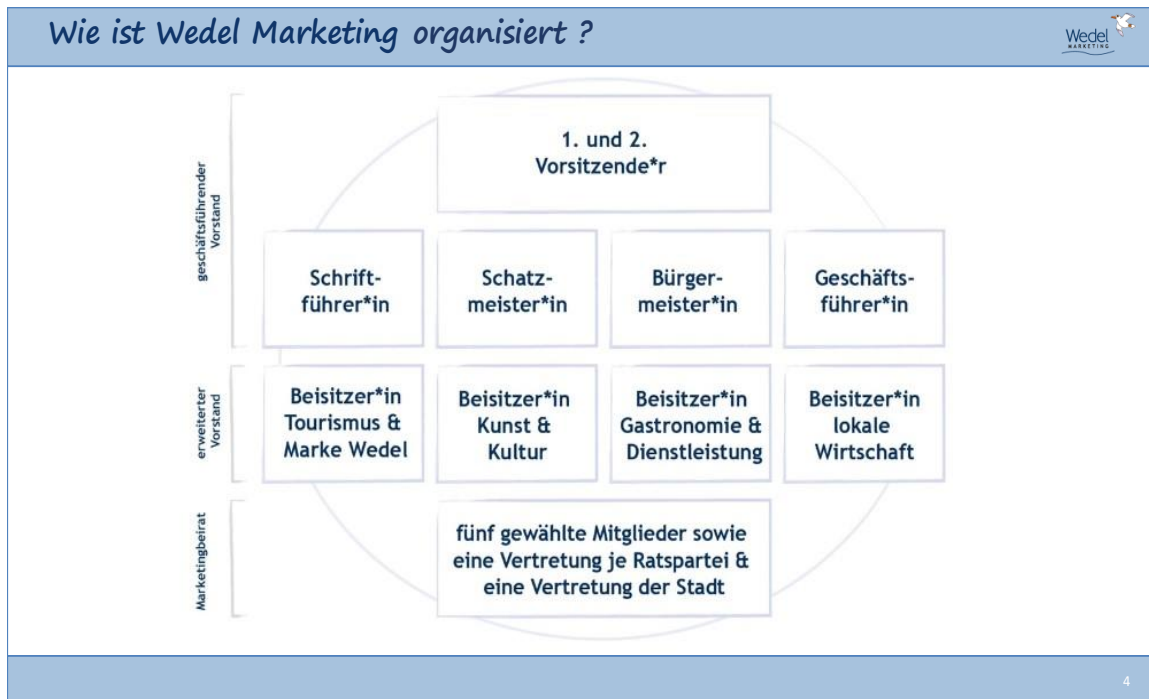 Wie ist Wedel Marketing organisiert ?
Wedel
MARKETING
geschäftsführender
Vorstand
1. und 2.
Vorsitzende*r
Schrift-
führer*in
Schatz-
meister*in
Bürger-
meister*in
Geschäfts-
führer*in
erweiterter
Vorstand
Beisitzer*in
Tourismus &
Marke Wedel
Beisitzer*in
Kunst &
Kultur
Beisitzer*in
Gastronomie &
Dienstleistung
Beisitzer*in
lokale
Wirtschaft
Marketingbeirat
fünf gewählte Mitglieder sowie
eine Vertretung je Ratspartei &
eine Vertretung der Stadt
4